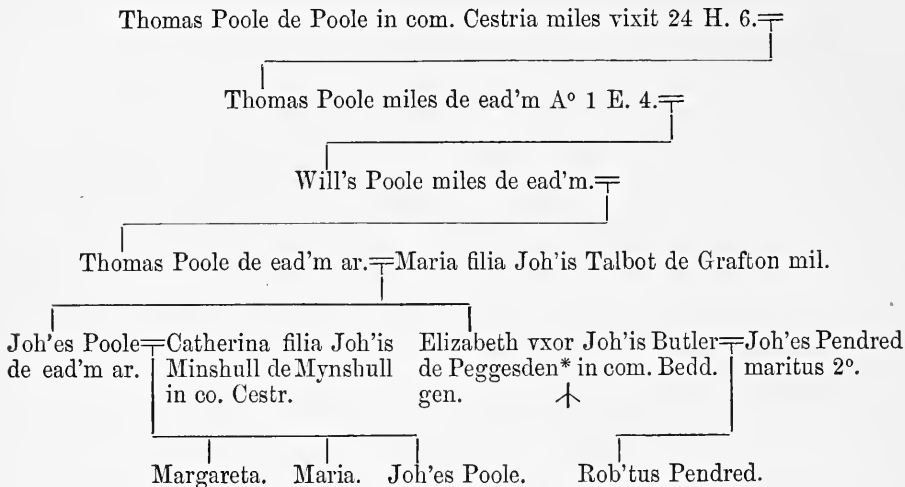 Thomas Poole de Poole in com. Cestria miles vixit 24 H. 6.
Thomas Poole miles de ead'm Aº 1 E. 4.
Will's Poole miles de ead'm.
Thomas Poole de ead'm ar. Maria filia Joh'is Talbot de Grafton mil.
Joh'es Poole
de ead'm ar.
Catherina filia Joh'is
Minshull de Mynshull
in co. Cestr.
Elizabeth vxor Joh'is Butler
de Peggesden* in com. Bedd.
gen.
Joh'es Pendred
maritus 2º.
Margareta. Maria. Joh'es Poole. Rob'tus Pendred.